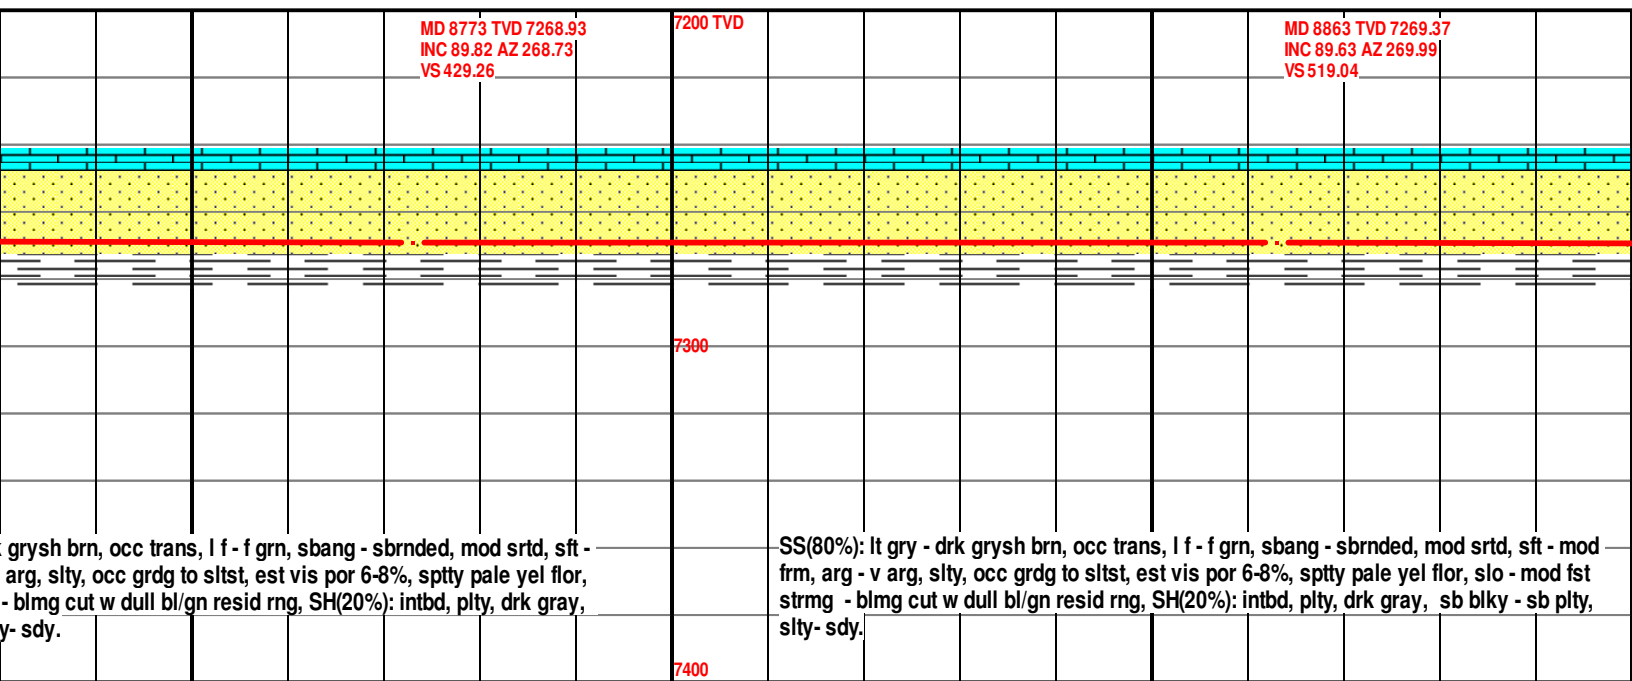 MD 8773 TVD 7268.93
INC 89.82 AZ 268.73
VS 429.26
7200 TVD
MD 8863 TVD 7269.37
INC 89.63 AZ 269.99
VS 519.04
7300
grysh brn, occ trans, l f - f grn, sbang - sbrnded, mod srtd, sft -
arg, slty, occ grdg to sltst, est vis por 6-8%, sptty pale yel flor,
- blmg cut w dull bl/gn resid rng, SH(20%): intbd, plty, drk gray,
y- sdy.
SS(80%): lt gry - drk grysh brn, occ trans, l f - f grn, sbang - sbrnded, mod srtd, sft - mod
frm, arg - v arg, slty, occ grdg to sltst, est vis por 6-8%, sptty pale yel flor, slo - mod fst
strmg - blmg cut w dull bl/gn resid rng, SH(20%): intbd, plty, drk gray, sb blky - sb plty,
slty- sdy.
7400